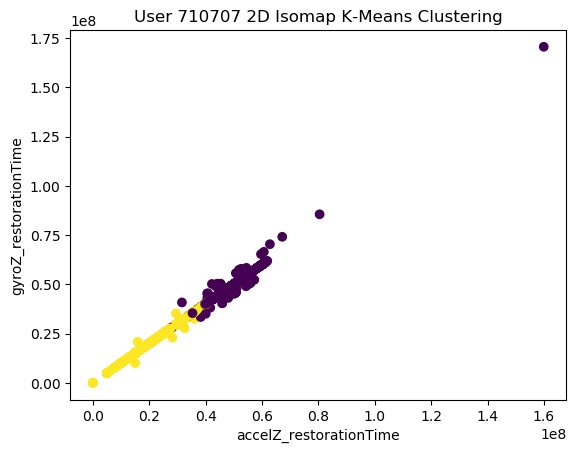 User 710707 2D Isomap K-Means Clustering
1e8
1.75
1.50
1.25
1.00
0.75
0.50
0.25
0.00
gyroZ_restorationTime
0.0 0.2 0.4 0.6 0.8 1.0 1.2 1.4 1.6
1e8
accelZ_restorationTime